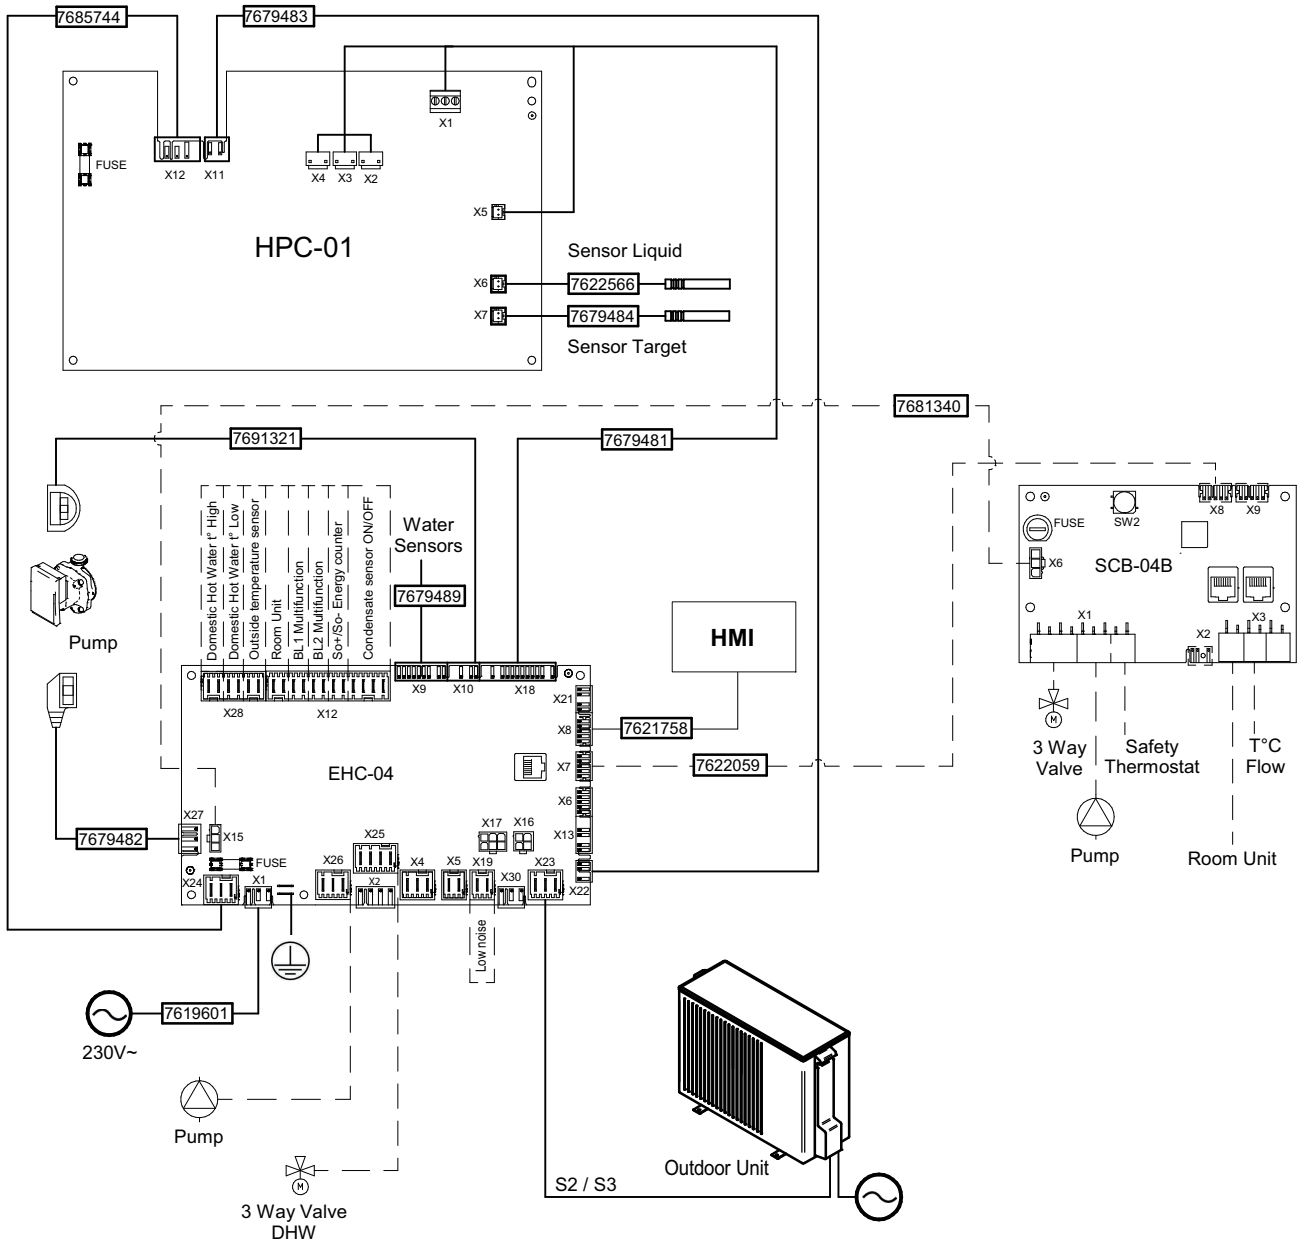 7685744
7679483
X1
FUSE
X12
X11
X4
X3
X2
X5
HPC-01
Sensor Liquid
X6
7622566
X7
7679484
Sensor Target
7681340
7691321
7679481
Domestic Hot Water t° High
Domestic Hot Water t° Low
Outside temperature sensor
Room Unit
BL1 Multifunction
BL2 Multifunction
So+/So- Energy counter
Condensate sensor ON/OFF
Water
Sensors
7679489
X8
X9
SW2
FUSE
X6
SCB-04B
X1
X2
X3
HMI
Pump
X9
X10
X18
X28
X12
X21
X8
7621758
EHC-04
X7
7622059
X6
3 Way
Valve
M
Safety
Thermostat
T°C
Flow
7679482
X27
X15
X25
X17
X16
X13
Pump
Room Unit
FUSE
X24
X1
X26
X2
X4
X5
X19
X30
X23
X22
Low noise
7619601
230V~
Pump
M
3 Way Valve
DHW
Outdoor Unit
S2 / S3